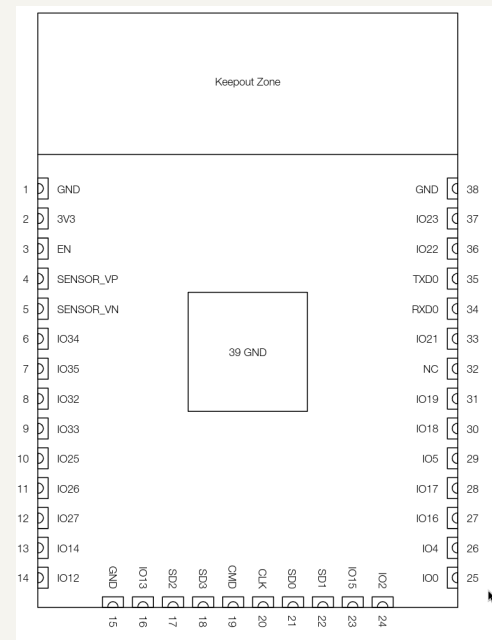 Keepout Zone
1 GND
2 3V3
3 EN
4 SENSOR_VP
5 SENSOR_VN
6 IO34
7 IO35
8 IO32
9 IO33
10 IO25
11 IO26
12 IO27
13 IO14
14 IO12
39 GND
GND 38
IO23 37
IO22 36
TXD0 35
RXD0 34
IO21 33
NC 32
IO19 31
IO18 30
IO5 29
IO17 28
IO16 27
IO4 26
IO0 25
GND 15
IO13 16
SD2 17
SD3 18
CMD 19
CLK 20
SD0 21
SD1 22
IO15 23
IO2 24